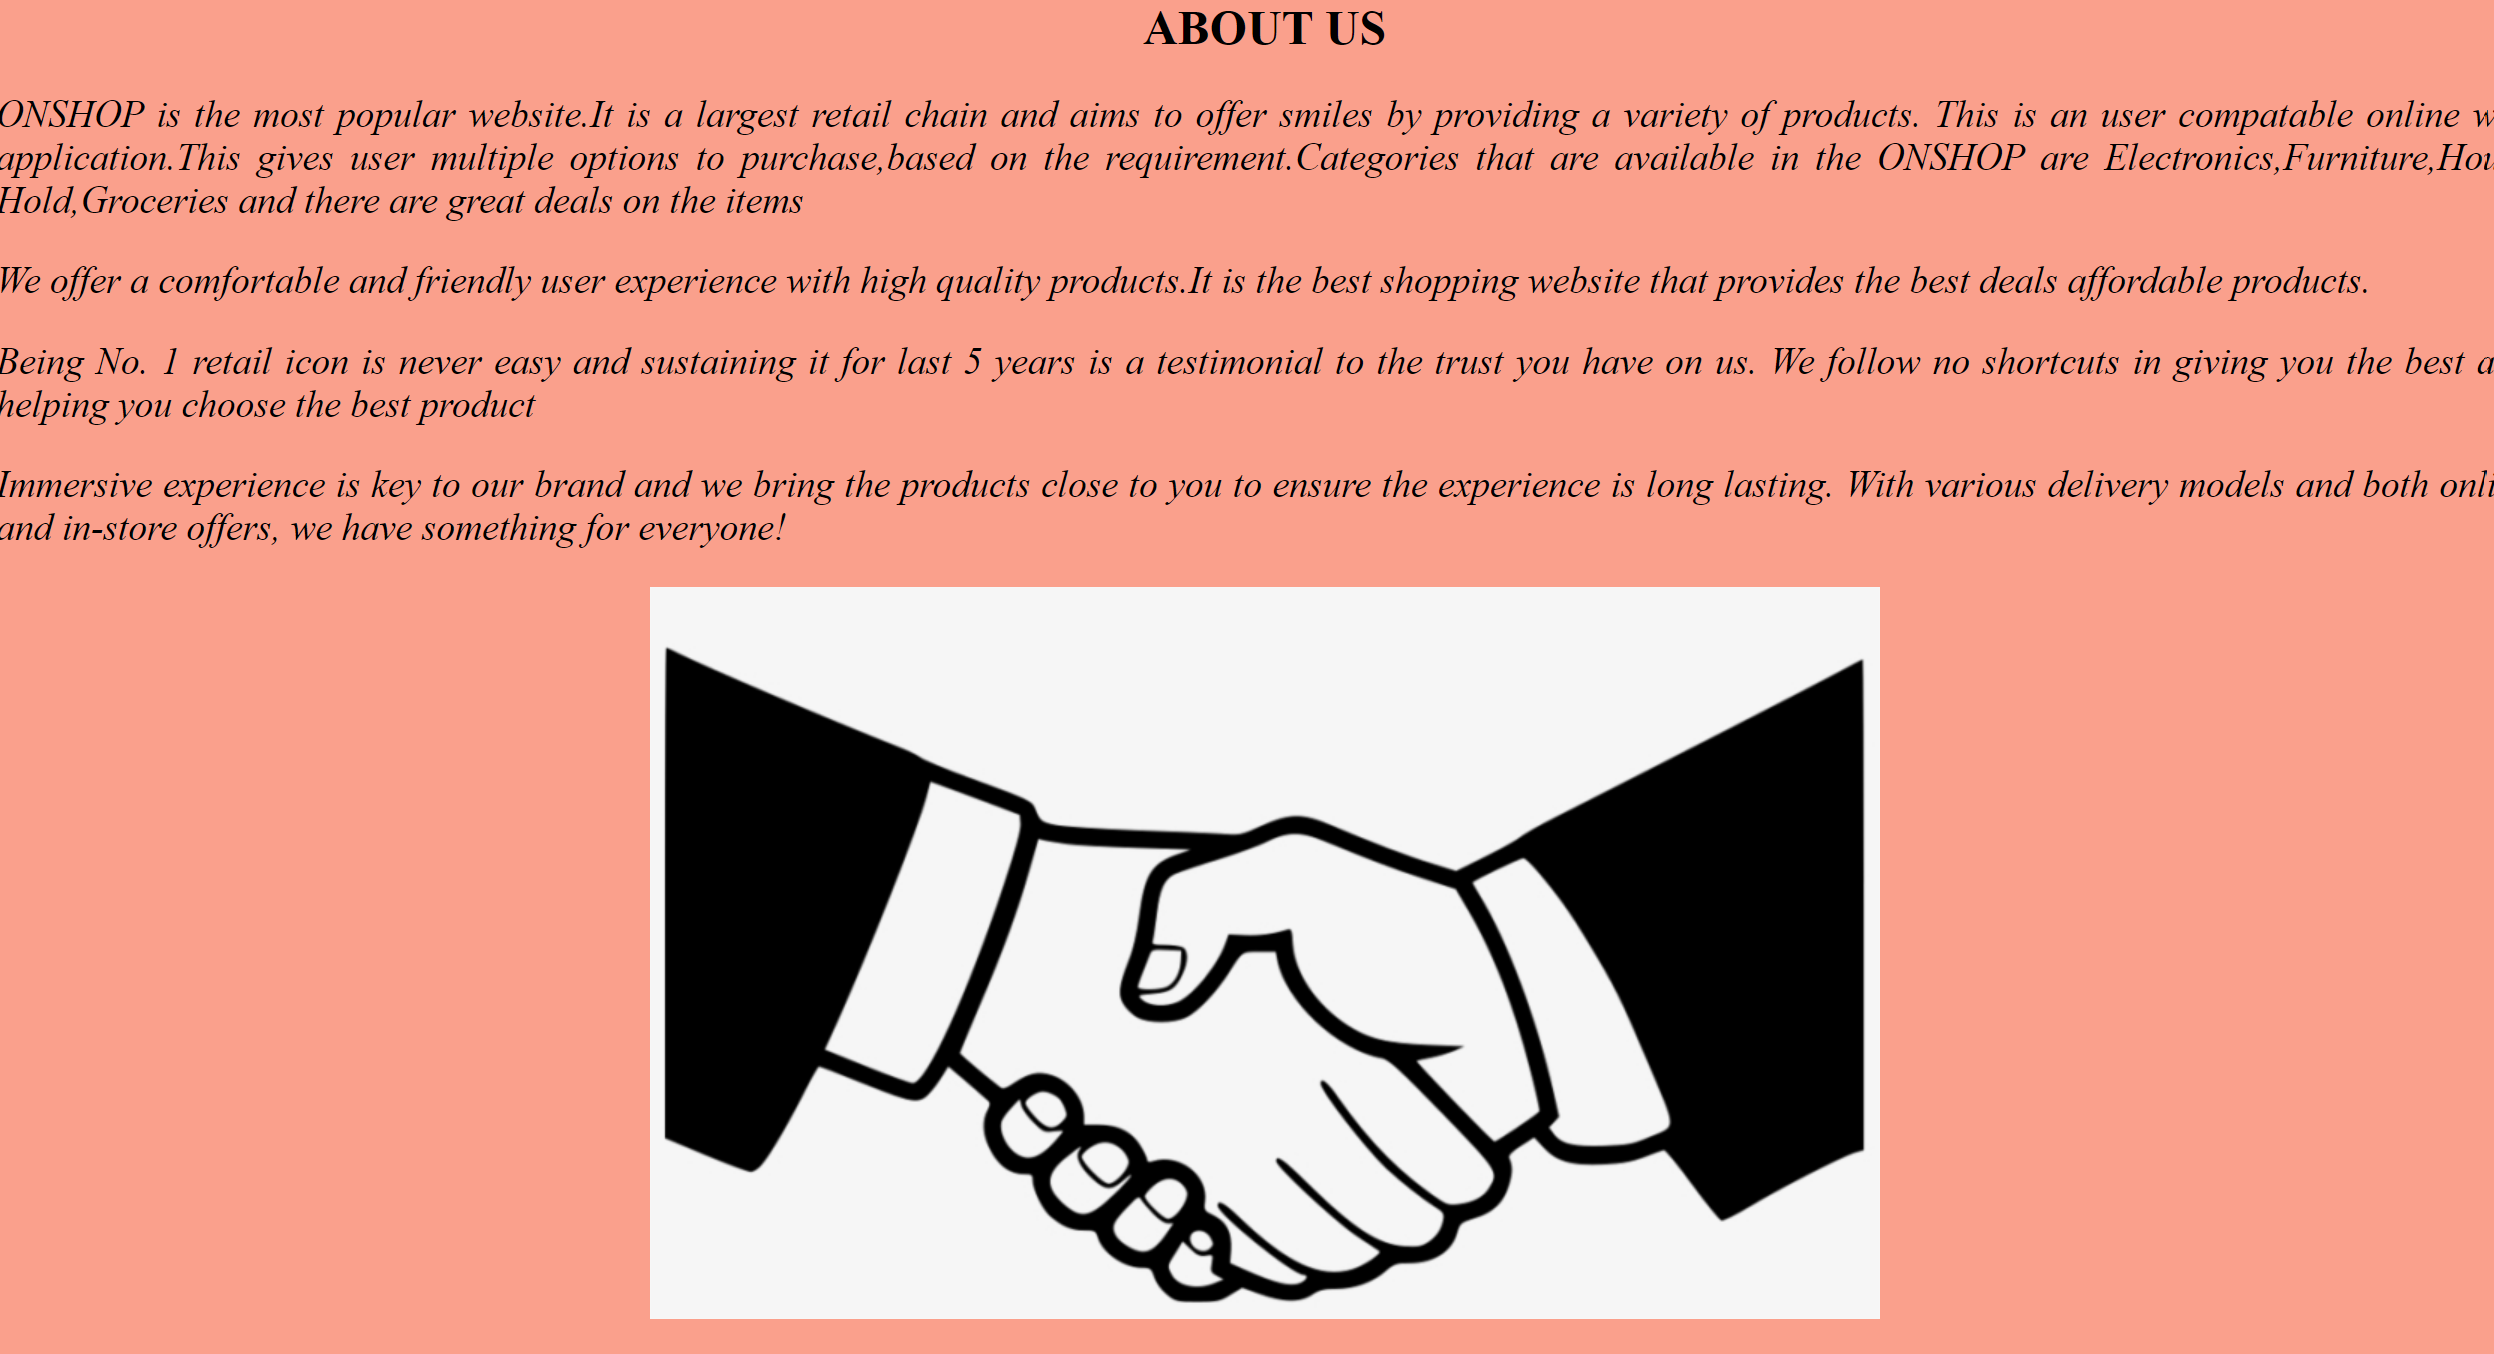 ABOUT US
ONSHOP is the most popular website.It is a largest retail chain and aims to offer smiles by providing a variety of products. This is an user compatable online
application.This gives user multiple options to purchase,based on the requirement.Categories that are available in the ONSHOP are Electronics,Furniture,
Hold,Groceries and there are great deals on the items
We offer a comfortable and friendly user experience with high quality products.It is the best shopping website that provides the best deals affordable products.
Being No. 1 retail icon is never easy and sustaining it for last 5 years is a testimonial to the trust you have on us. We follow no shortcuts in giving you the best
helping you choose the best product
Immersive experience is key to our brand and we bring the products close to you to ensure the experience is long lasting. With various delivery models and both
and in-store offers, we have something for everyone!